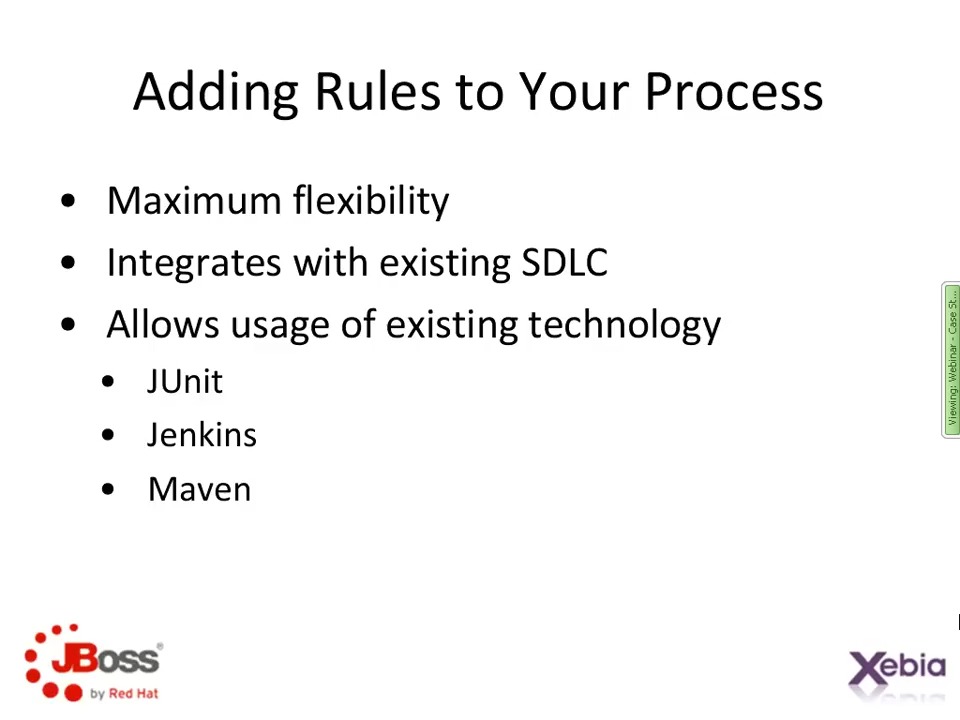 Adding Rules to Your Process
• Maximum flexibility
• Integrates with existing SDLC
• Allows usage of existing technology
• JUnit
• Jenkins
• Maven
Viewing: Webinar - Case St...
JBoss®
by Red Hat
Xebia